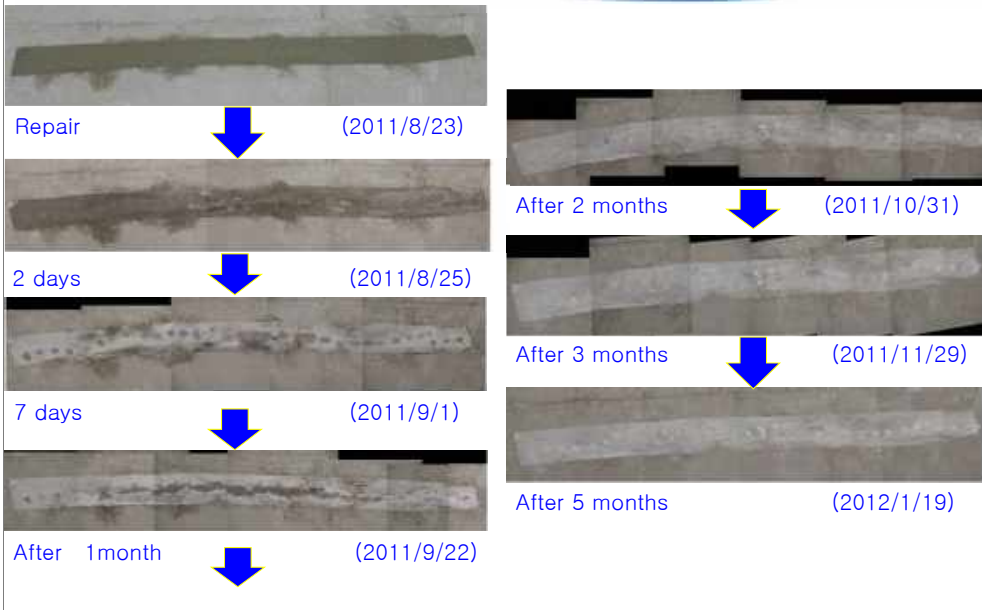 Repair (2011/8/23)
2 days (2011/8/25)
7 days (2011/9/1)
After 1month (2011/9/22)
After 2 months (2011/10/31)
After 3 months (2011/11/29)
After 5 months (2012/1/19)